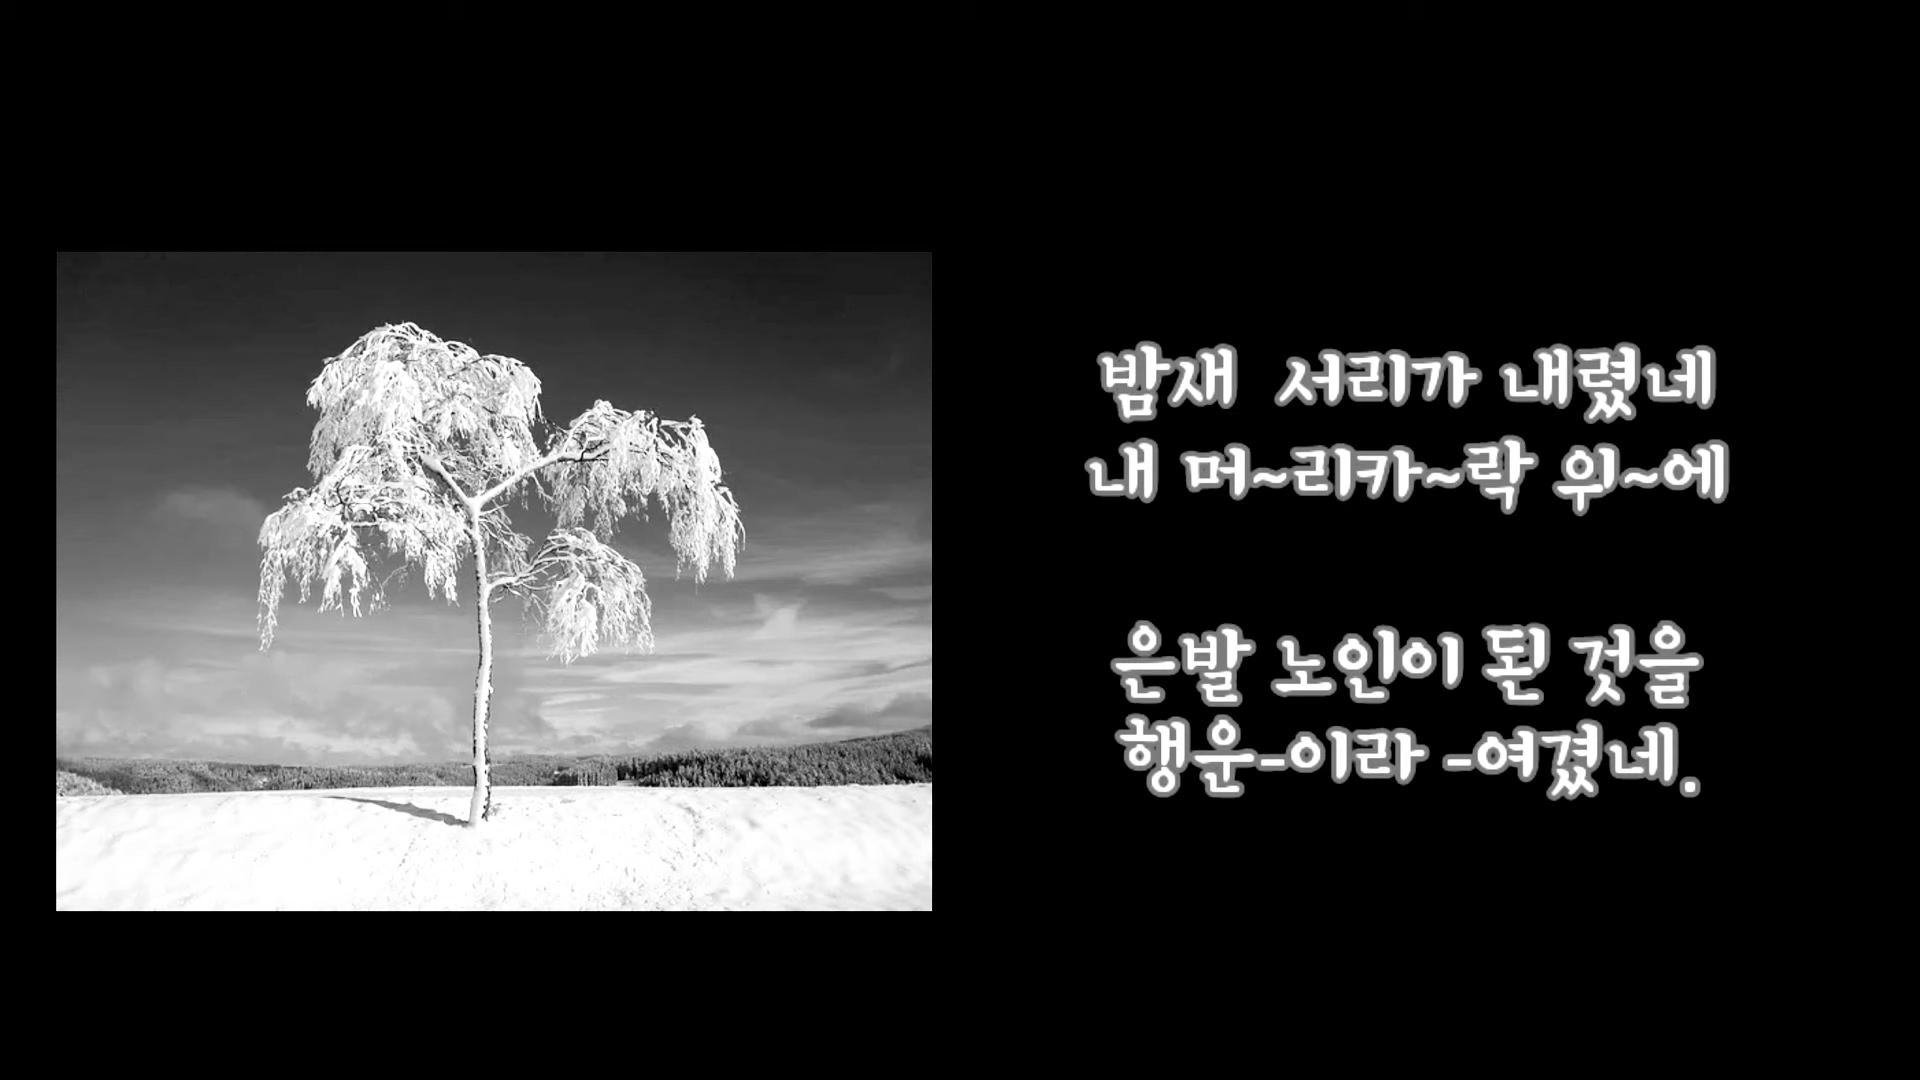 밤새 서리가 내렸네
내 머~리카~락 위~에
은발 노인이 된 것을
행운-이라 -여겼네.